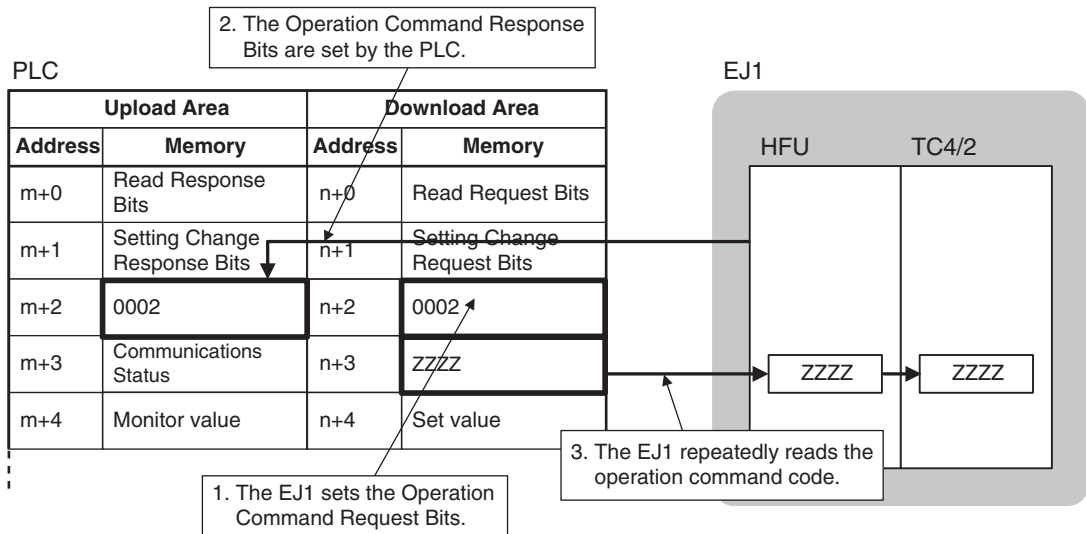 2. The Operation Command Response
Bits are set by the PLC.
PLC
EJ1
Upload Area Download Area
Address Memory Address Memory
HFU TC4/2
m+0 Read Response
Bits n+0 Read Request Bits
m+1 Setting Change
Response Bits n+1 Setting Change
Request Bits
m+2 0002 n+2 0002
m+3 Communications
Status n+3 ZZZZ
ZZZZ ZZZZ
m+4 Monitor value n+4 Set value
3. The EJ1 repeatedly reads the
operation command code.
1. The EJ1 sets the Operation
Command Request Bits.